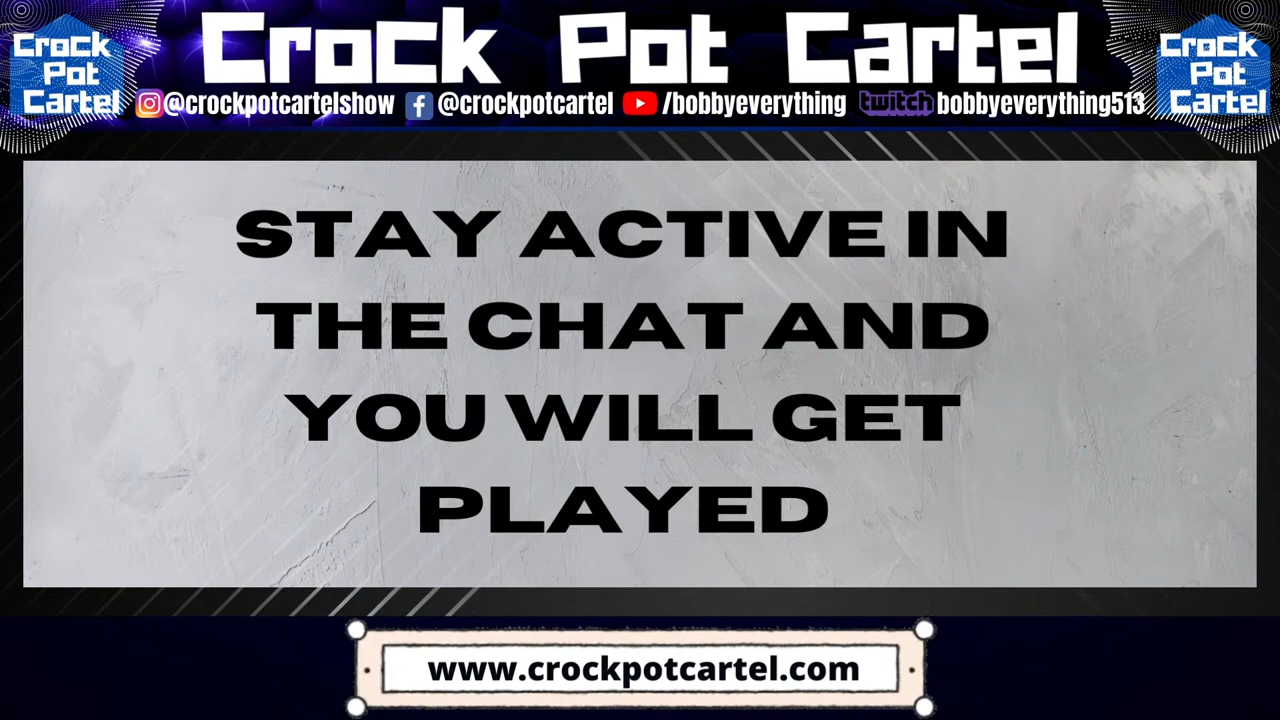 Crock Pot Cartel
Crock
Pot
Cartel
@crockpotcartelshow @crockpotcartel /bobbyeverything twitch bobbyeverything513
Crock
Pot
Cartel
STAY ACTIVE IN
THE CHAT AND
YOU WILL GET
PLAYED
www.crockpotcartel.com